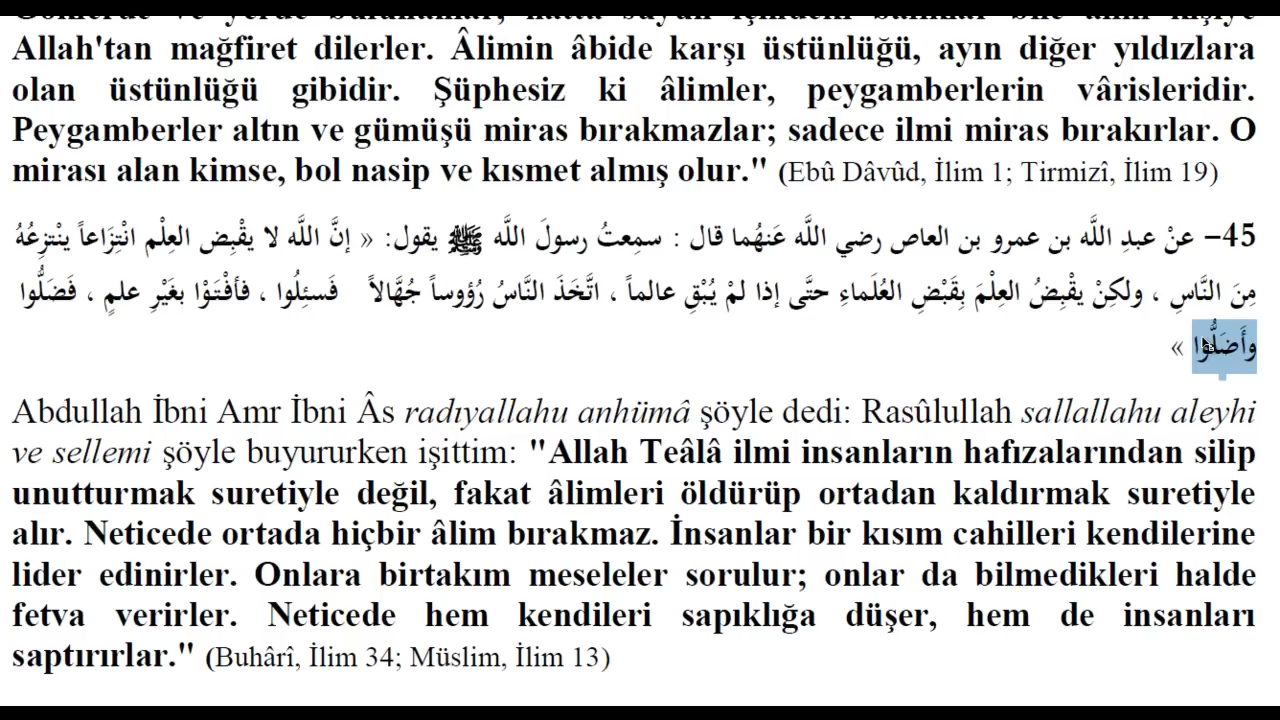 Allah'tan mağfiret dilerler. Âlimin âbide karşı üstünlüğü, ayın diğer yıldızlara
olan üstünlüğü gibidir. Şüphesiz ki âlimler, peygamberlerin vârisleridir.
Peygamberler altın ve gümüşü miras bırakmazlar; sadece ilmi miras bırakırlar. O
mirası alan kimse, bol nasip ve kısmet almış olur." (Ebû Dâvûd, İlim 1; Tirmizî, İlim 19)
45– عنْ عبدِ اللَّه بن عمرو بن العاص رضي اللَّه عَنهُما قال : سمِعتُ رسولَ اللَّه ﷺ يقول: « إنَّ اللَّه لا يقْبِض العِلْم انْتِزَاعاً ينْتزِعُهُ
مِنَ النَّاسِ ، ولكِنْ يقْبِضُ العِلْمَ بِقَبْضِ العُلَماءِ حتَّى إذا لمْ يُبْقِ عالماً ، اتَّخَذَ النَّاسُ رُؤوساً جُهَّالاً فَسئِلُوا ، فأفْتَوْا بغَيْرِ علمٍ ، فَضَلُّوا
وأَضَلُّوا »
Abdullah İbni Amr İbni Âs radıyallahu anhümâ şöyle dedi: Rasûlullah sallallahu aleyhi
ve sellemi şöyle buyururken işittim: "Allah Teâlâ ilmi insanların hafızalarından silip
unutturmak suretiyle değil, fakat âlimleri öldürüp ortadan kaldırmak suretiyle
alır. Neticede ortada hiçbir âlim bırakmaz. İnsanlar bir kısım cahilleri kendilerine
lider edinirler. Onlara birtakım meseleler sorulur; onlar da bilmedikleri halde
fetva verirler. Neticede hem kendileri sapıklığa düşer, hem de insanları
saptırırlar." (Buhârî, İlim 34; Müslim, İlim 13)